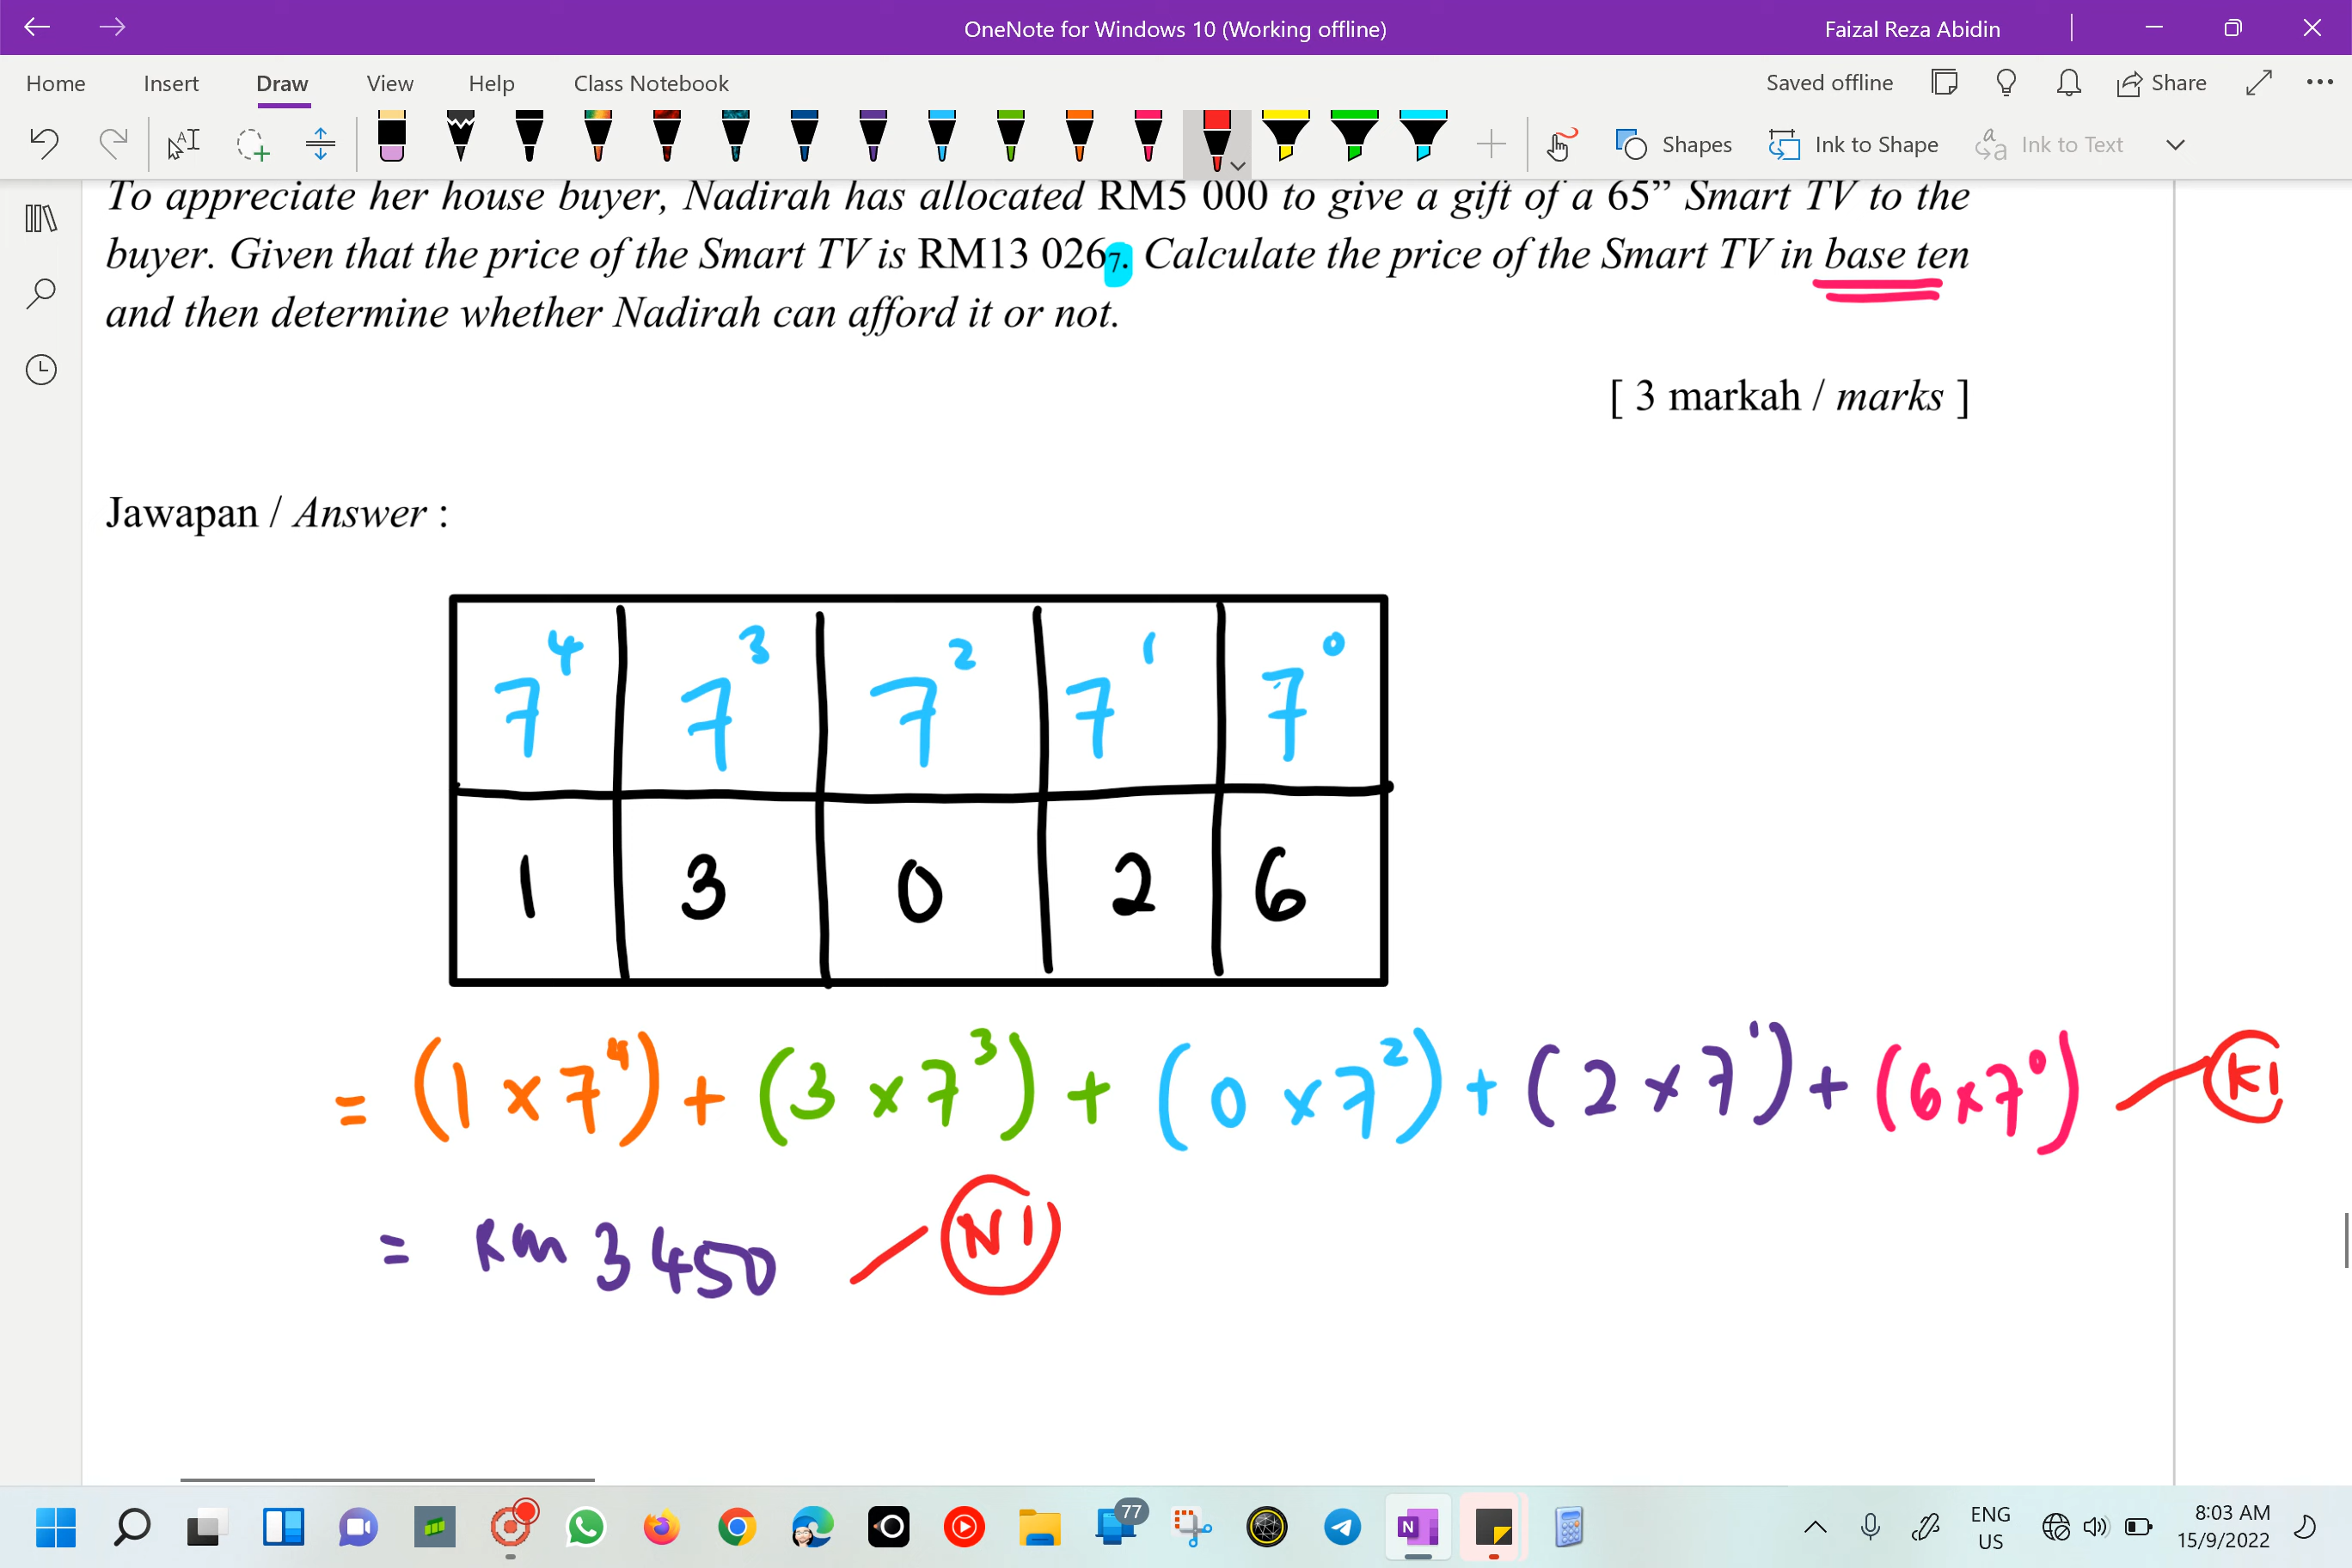 OneNote for Windows 10 (Working offline)
Faizal Reza Abidin
Home Insert Draw View Help Class Notebook
Saved offline
Share
Shapes
Ink to Shape
Ink to Text
To appreciate her house buyer, Nadirah has allocated RM5 000 to give a gift of a 65” Smart TV to the
buyer. Given that the price of the Smart TV is RM13 026₇. Calculate the price of the Smart TV in base ten
and then determine whether Nadirah can afford it or not.
[ 3 markah / marks ]
Jawapan / Answer :
7⁴ 7³ 7² 7¹ 7⁰
1 3 0 2 6
= (1 × 7⁴) + (3 × 7³) + (0 × 7²) + (2 × 7¹) + (6 × 7⁰) K1
= RM 3 450 N1
77
ENG
US
8:03 AM
15/9/2022